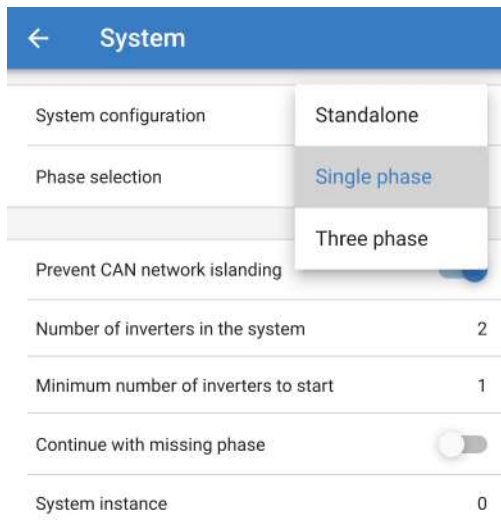 System
System configuration
Standalone
Phase selection
Single phase
Three phase
Prevent CAN network islanding
Number of inverters in the system 2
Minimum number of inverters to start 1
Continue with missing phase
System instance 0